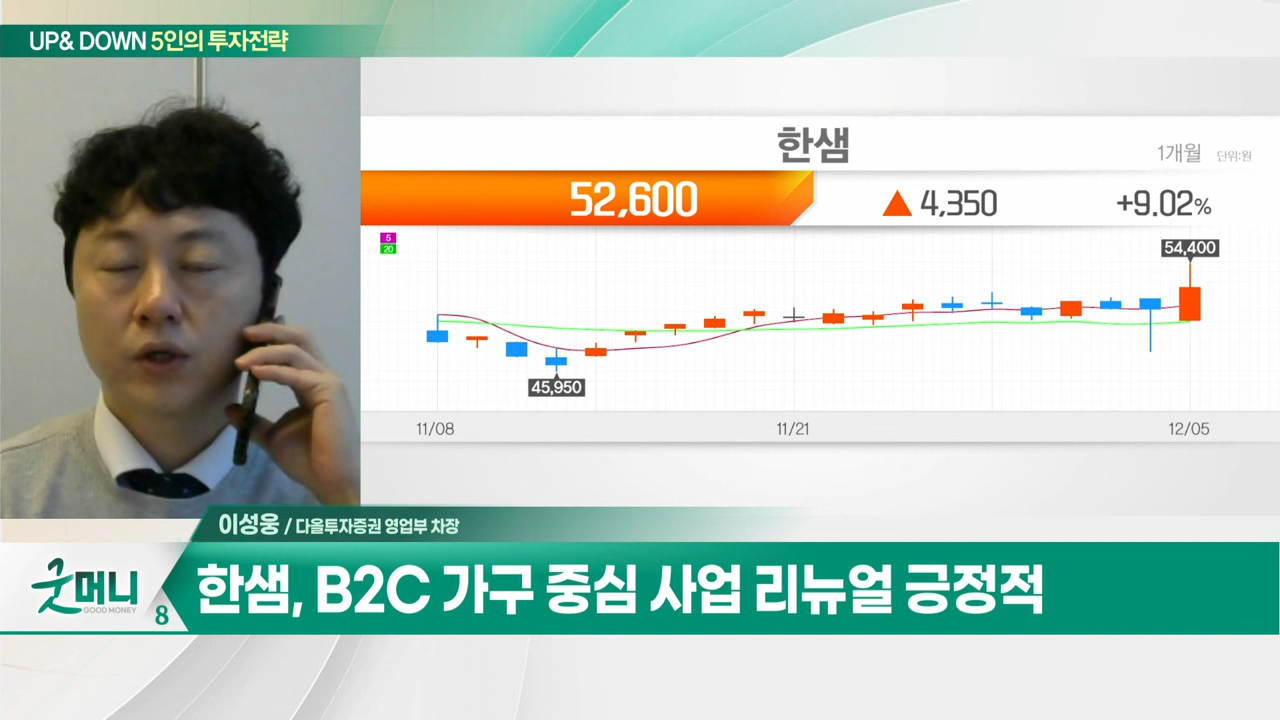 UP& DOWN 5인의 투자전략
한샘
1개월 단위:원
52,600 ▲ 4,350 +9.02%
5
20
54,400
45,950
11/08 11/21 12/05
이성웅 / 다올투자증권 영업부 차장
굿머니
GOOD MONEY
8
한샘, B2C 가구 중심 사업 리뉴얼 긍정적